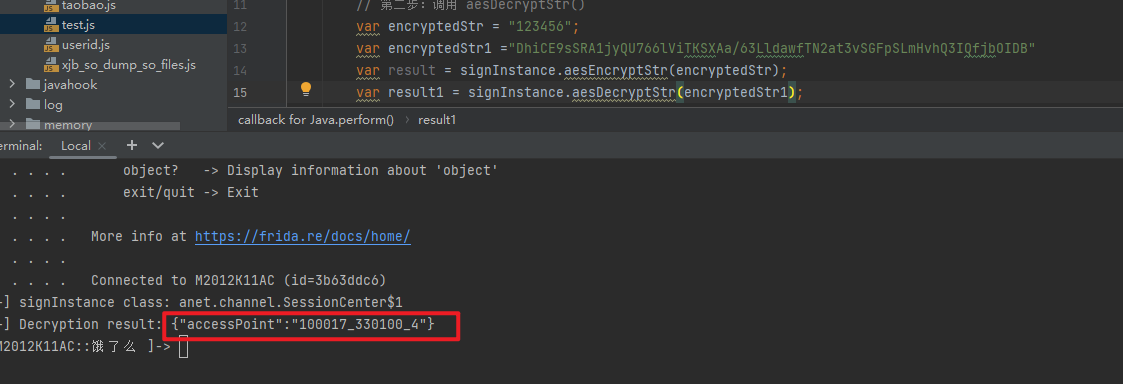 taobao.js
test.js
userid.js
xjb_so_dump_so_files.js
javahook
log
memory
11
// 第二步：调用 aesDecryptStr()
12
var encryptedStr = "123456";
13
var encryptedStr1 ="DhiCE9sSRA1jyQU766lViTKSXAa/63LldawfTN2at3vSGFpSLmHvhQ3IQfjbOIDB"
14
var result = signInstance.aesEncryptStr(encryptedStr);
15
var result1 = signInstance.aesDecryptStr(encryptedStr1);
callback for Java.perform() › result1
erminal: Local × +
. . . . object? -> Display information about 'object'
. . . . exit/quit -> Exit
. . . .
. . . . More info at https://frida.re/docs/home/
. . . .
. . . . Connected to M2012K11AC (id=3b63ddc6)
] signInstance class: anet.channel.SessionCenter$1
] Decryption result: {"accessPoint":"100017_330100_4"}
M2012K11AC::饿了么 ]->